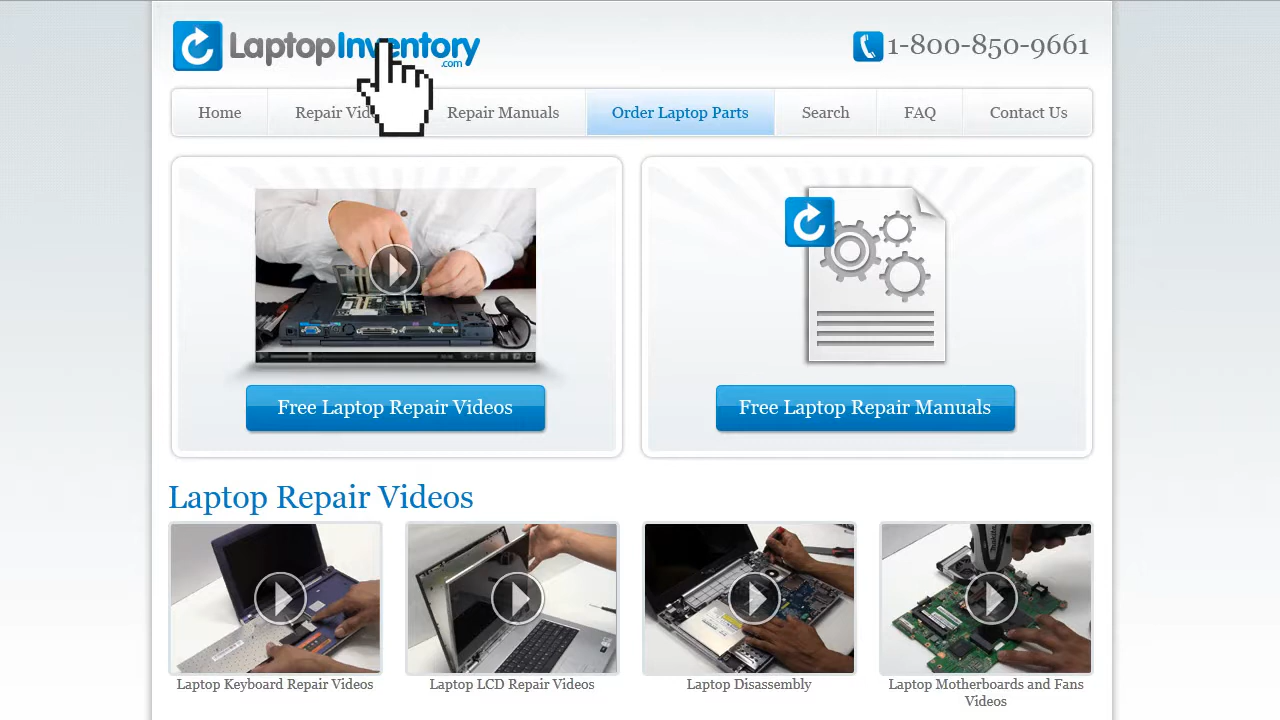 LaptopInventory
.com
1-800-850-9661
Home
Repair Vid
Repair Manuals
Order Laptop Parts
Search
FAQ
Contact Us
Free Laptop Repair Videos
Free Laptop Repair Manuals
Laptop Repair Videos
Laptop Keyboard Repair Videos
Laptop LCD Repair Videos
Laptop Disassembly
Laptop Motherboards and Fans
Videos